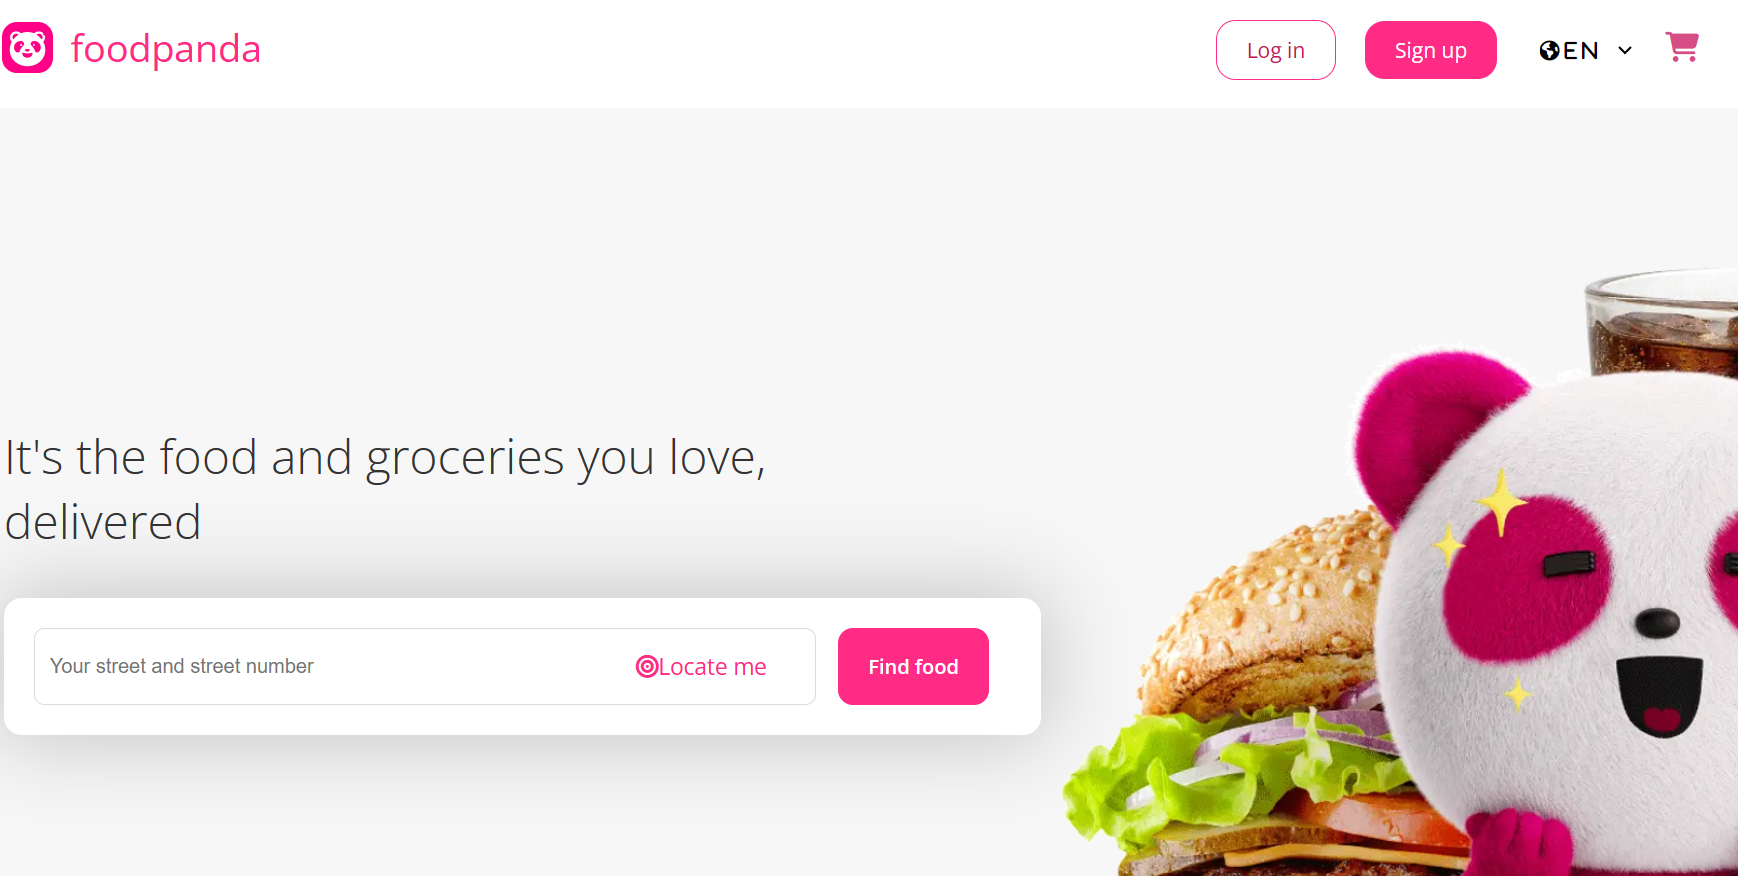 foodpanda
Log in
Sign up
EN
It's the food and groceries you love,
delivered
Your street and street number
Locate me
Find food